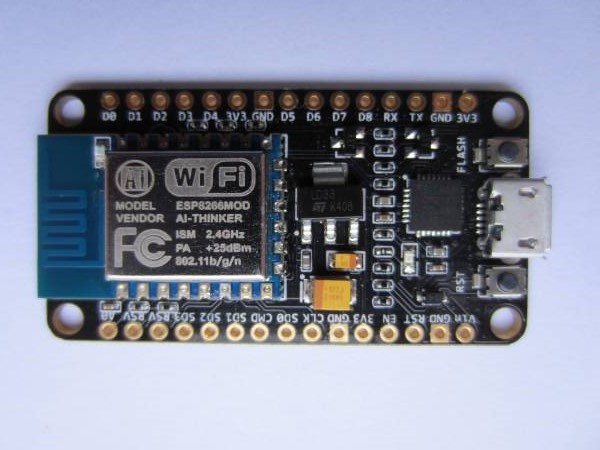 D0 D1 D2 D3 D4 3V3 GND D5 D6 D7 D8 RX TX GND 3V3
FLASH
Ai WiFi
MODEL ESP8266MOD
VENDOR AI-THINKER
FC ISM 2.4GHz
PA +25dBm
802.11b/g/n
K408
RST
A0 RSV RSV SD3 SD2 SD1 CMD SD0 CLK GND 3V3 EN RST GND Vin